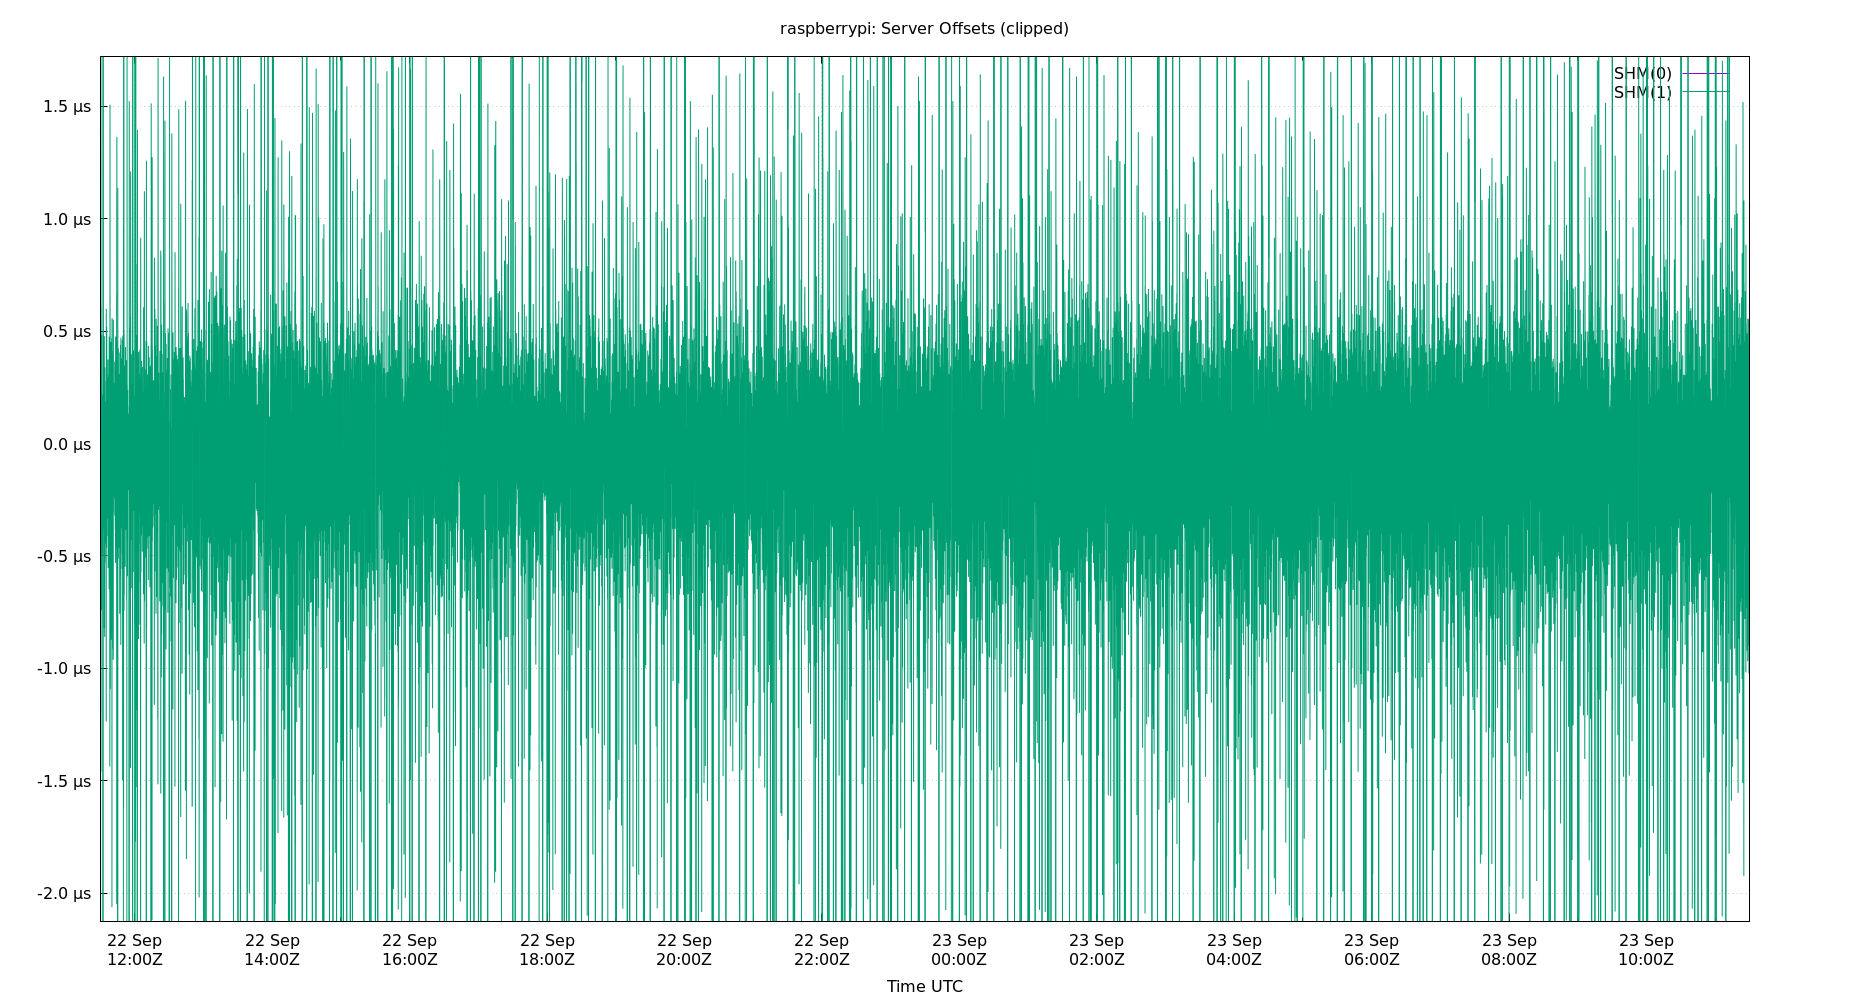 raspberrypi: Server Offsets (clipped)
SHM(0)
SHM(1)
1.5 µs
1.0 µs
0.5 µs
0.0 µs
-0.5 µs
-1.0 µs
-1.5 µs
-2.0 µs
22 Sep 22 Sep 22 Sep 22 Sep 22 Sep 22 Sep 23 Sep 23 Sep 23 Sep 23 Sep 23 Sep 23 Sep
12:00Z 14:00Z 16:00Z 18:00Z 20:00Z 22:00Z 00:00Z 02:00Z 04:00Z 06:00Z 08:00Z 10:00Z
Time UTC